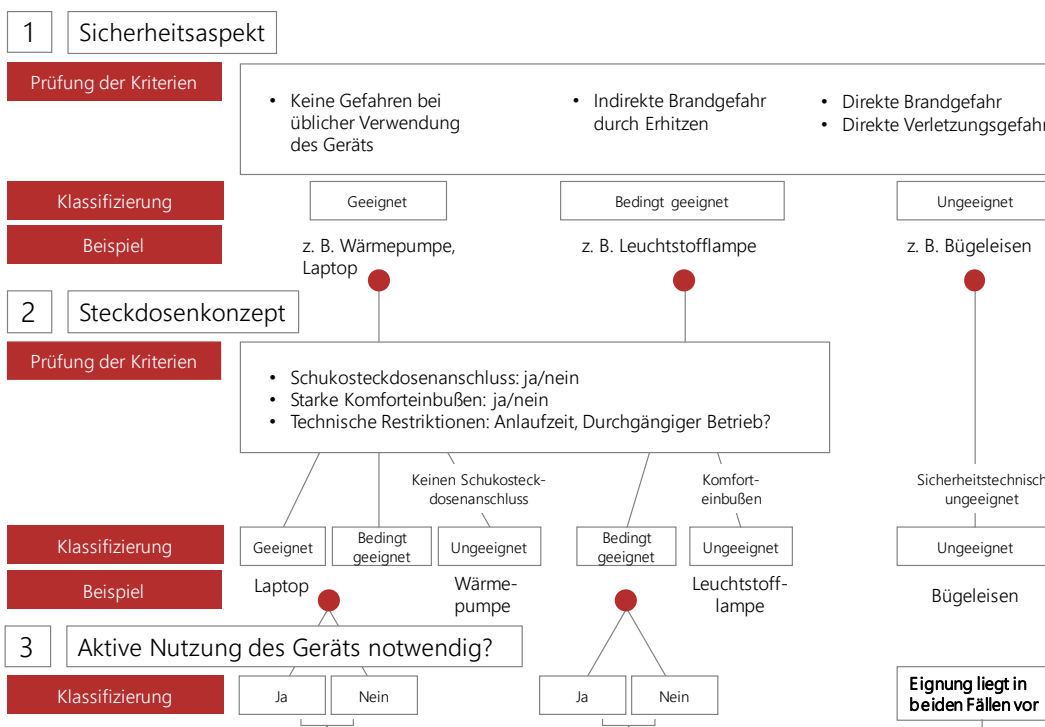 1 Sicherheitsaspekt
Prüfung der Kriterien
• Keine Gefahren bei
üblicher Verwendung
des Geräts
• Indirekte Brandgefahr
durch Erhitzen
• Direkte Brandgefahr
• Direkte Verletzungsgefahr
Klassifizierung
Geeignet
Bedingt geeignet
Ungeeignet
Beispiel
z. B. Wärmepumpe,
Laptop
z. B. Leuchtstofflampe
z. B. Bügeleisen
2 Steckdosenkonzept
Prüfung der Kriterien
• Schukosteckdosenanschluss: ja/nein
• Starke Komforteinbußen: ja/nein
• Technische Restriktionen: Anlaufzeit, Durchgängiger Betrieb?
Keinen Schukosteck-
dosenanschluss
Komfort-
einbußen
Sicherheitstechnisch
ungeeignet
Klassifizierung
Geeignet
Bedingt
geeignet
Ungeeignet
Bedingt
geeignet
Ungeeignet
Ungeeignet
Beispiel
Laptop
Wärme-
pumpe
Leuchtstoff-
lampe
Bügeleisen
3 Aktive Nutzung des Geräts notwendig?
Klassifizierung
Ja
Nein
Ja
Nein
Eignung liegt in
beiden Fällen vor